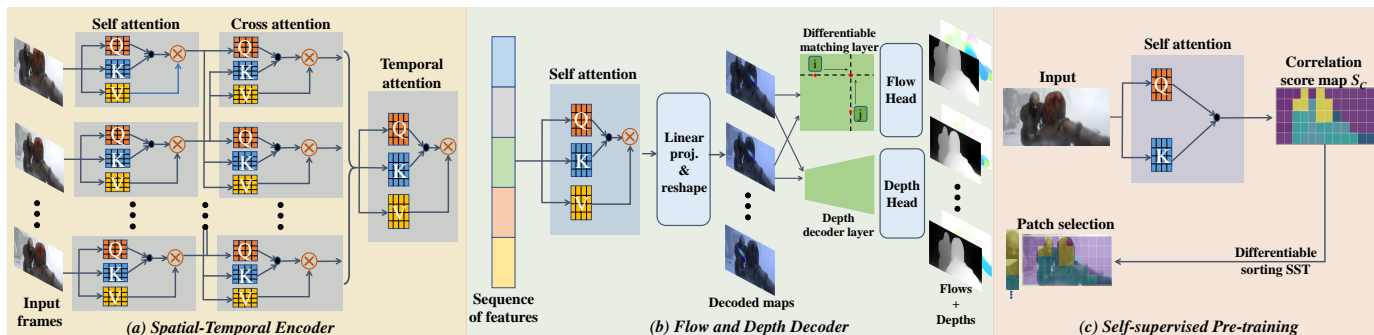 Self attention
Cross attention
Q
K
V
Q
K
V
Q
K
V
Q
K
V
Q
K
V
Q
K
V
Temporal
attention
Q
K
V
Input
frames
(a) Spatial-Temporal Encoder
Sequence
of features
Self attention
Q
K
V
Linear
proj.
&
reshape
Decoded maps
Differentiable
matching layer
i
j
Flow
Head
Depth
decoder layer
Depth
Head
Flows
+
Depths
(b) Flow and Depth Decoder
Input
Self attention
Q
K
Correlation
score map S_C
Patch selection
Differentiable
sorting SST
(c) Self-supervised Pre-training